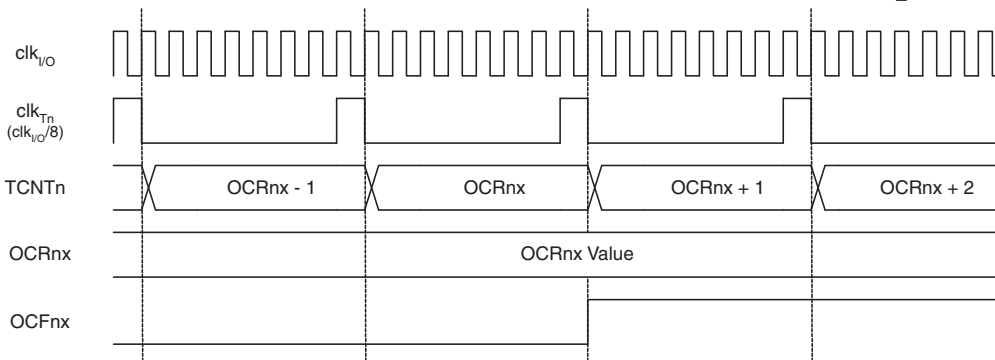 clkI/O
clkTn
(clkI/O/8)
TCNTn OCRnx - 1 OCRnx OCRnx + 1 OCRnx + 2
OCRnx OCRnx Value
OCFnx